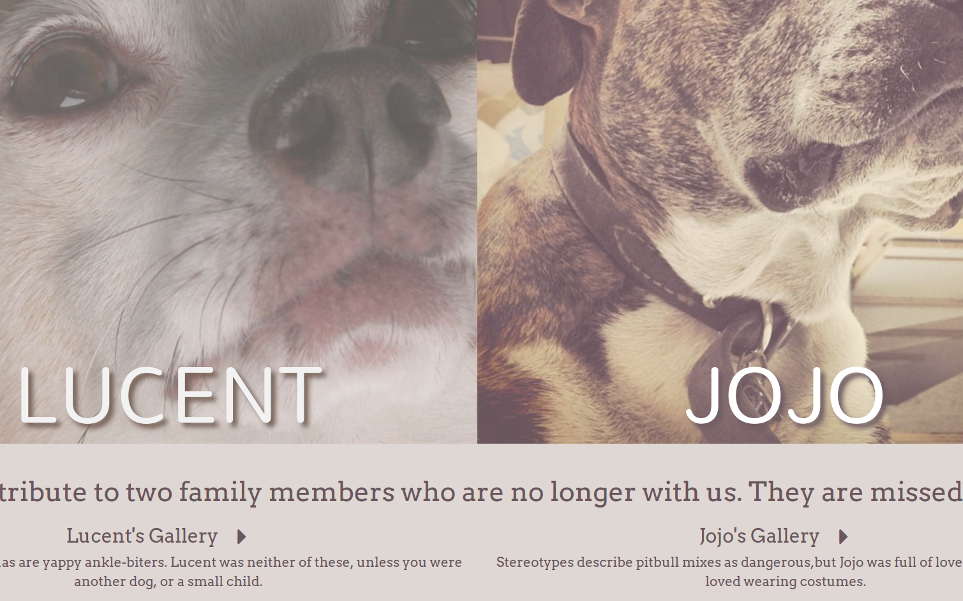 LUCENT
JOJO
tribute to two family members who are no longer with us. They are missed
Lucent's Gallery
Jojo's Gallery
as are yappy ankle-biters. Lucent was neither of these, unless you were
another dog, or a small child.
Stereotypes describe pitbull mixes as dangerous,but Jojo was full of love
loved wearing costumes.